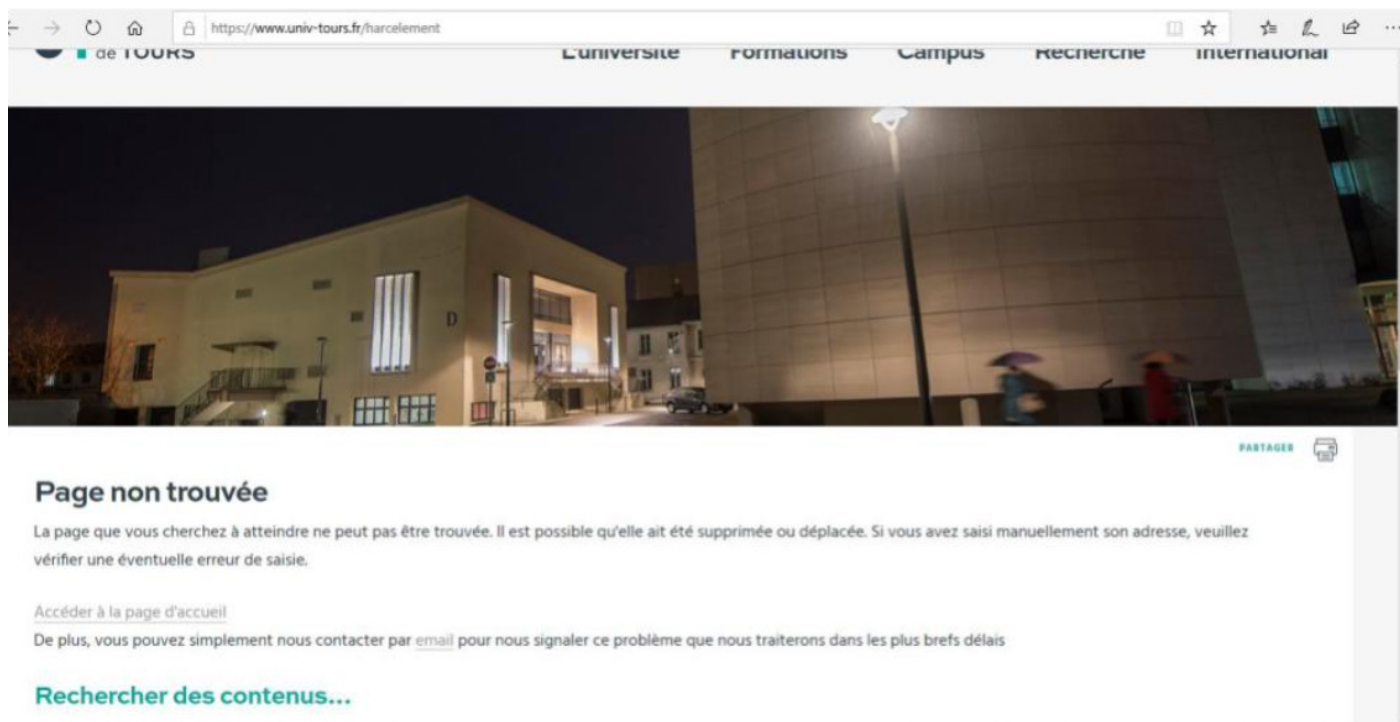 https://www.univ-tours.fr/harcelement
de TOURS
L'université Formations Campus Recherche International
D
PARTAGER
Page non trouvée
La page que vous cherchez à atteindre ne peut pas être trouvée. Il est possible qu'elle ait été supprimée ou déplacée. Si vous avez saisi manuellement son adresse, veuillez
vérifier une éventuelle erreur de saisie.
Accéder à la page d'accueil
De plus, vous pouvez simplement nous contacter par email pour nous signaler ce problème que nous traiterons dans les plus brefs délais
Rechercher des contenus...